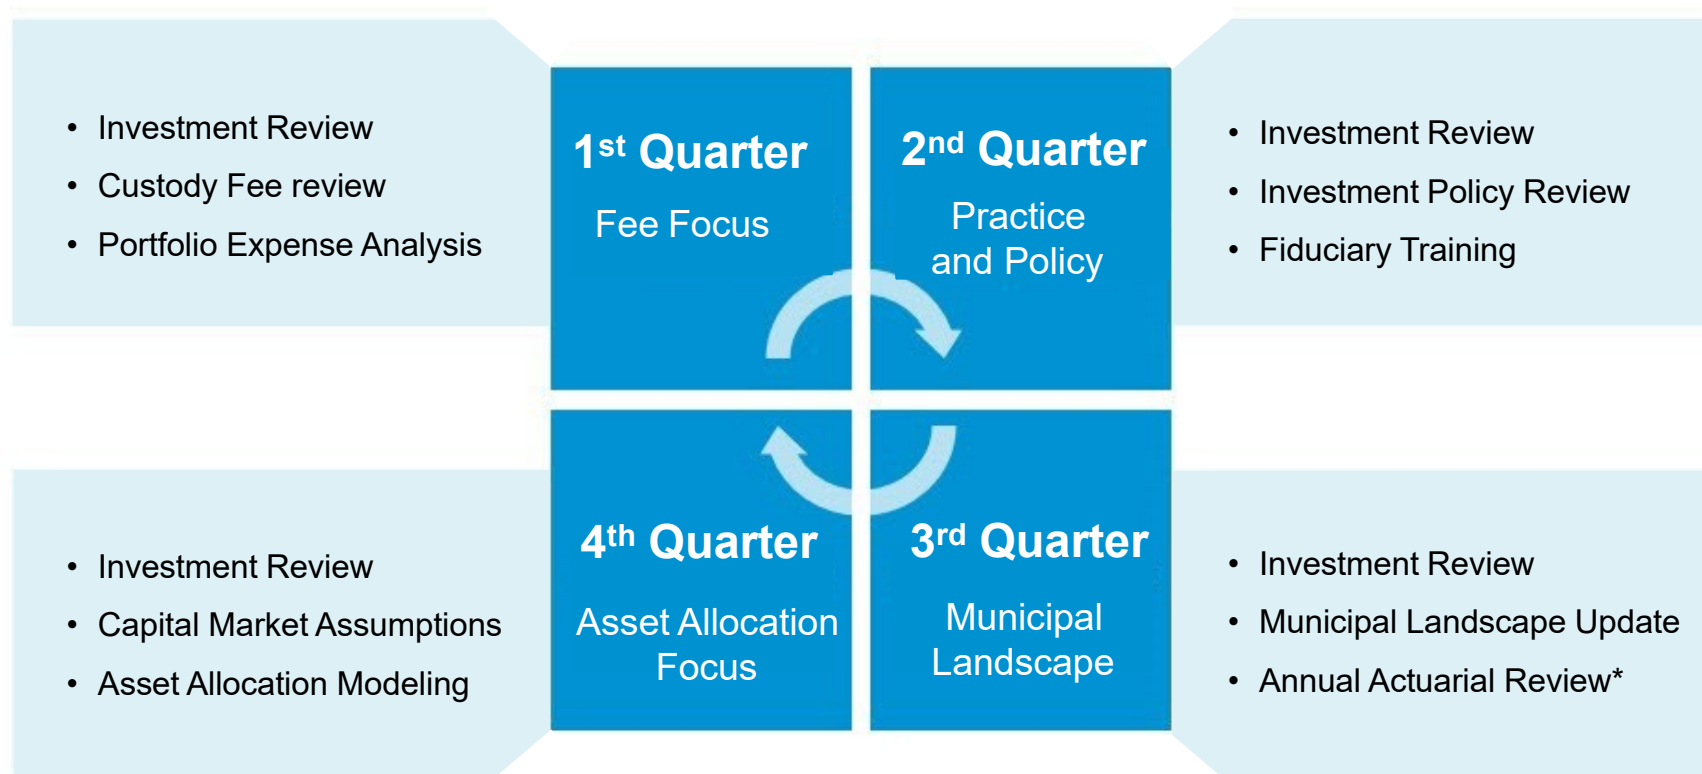 • Investment Review
• Custody Fee review
• Portfolio Expense Analysis
1st Quarter
Fee Focus
2nd Quarter
Practice
and Policy
• Investment Review
• Investment Policy Review
• Fiduciary Training
• Investment Review
• Capital Market Assumptions
• Asset Allocation Modeling
4th Quarter
Asset Allocation
Focus
3rd Quarter
Municipal
Landscape
• Investment Review
• Municipal Landscape Update
• Annual Actuarial Review*